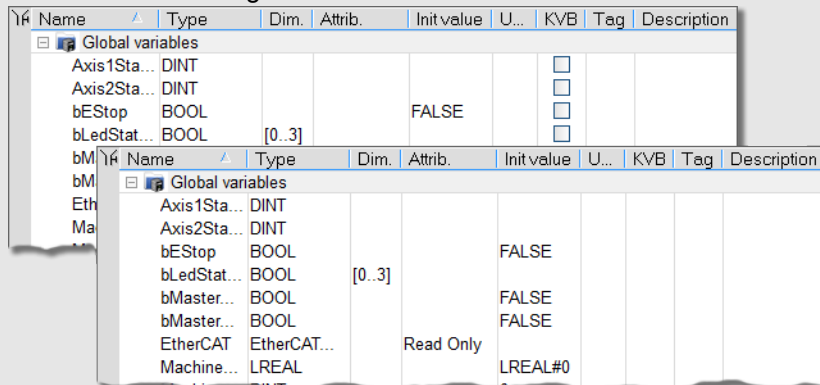 Name Type Dim. Attrib. Init value U... KVB Tag Description
Global variables
Axis1Sta... DINT
Axis2Sta... DINT
bEStop BOOL FALSE
bLedStat... BOOL [0..3]
bM
bM
Eth
Ma
Name Type Dim. Attrib. Init value U... KVB Tag Description
Global variables
Axis1Sta... DINT
Axis2Sta... DINT
bEStop BOOL FALSE
bLedStat... BOOL [0..3]
bMaster... BOOL FALSE
bMaster... BOOL FALSE
EtherCAT EtherCAT... Read Only
Machine... LREAL LREAL#0